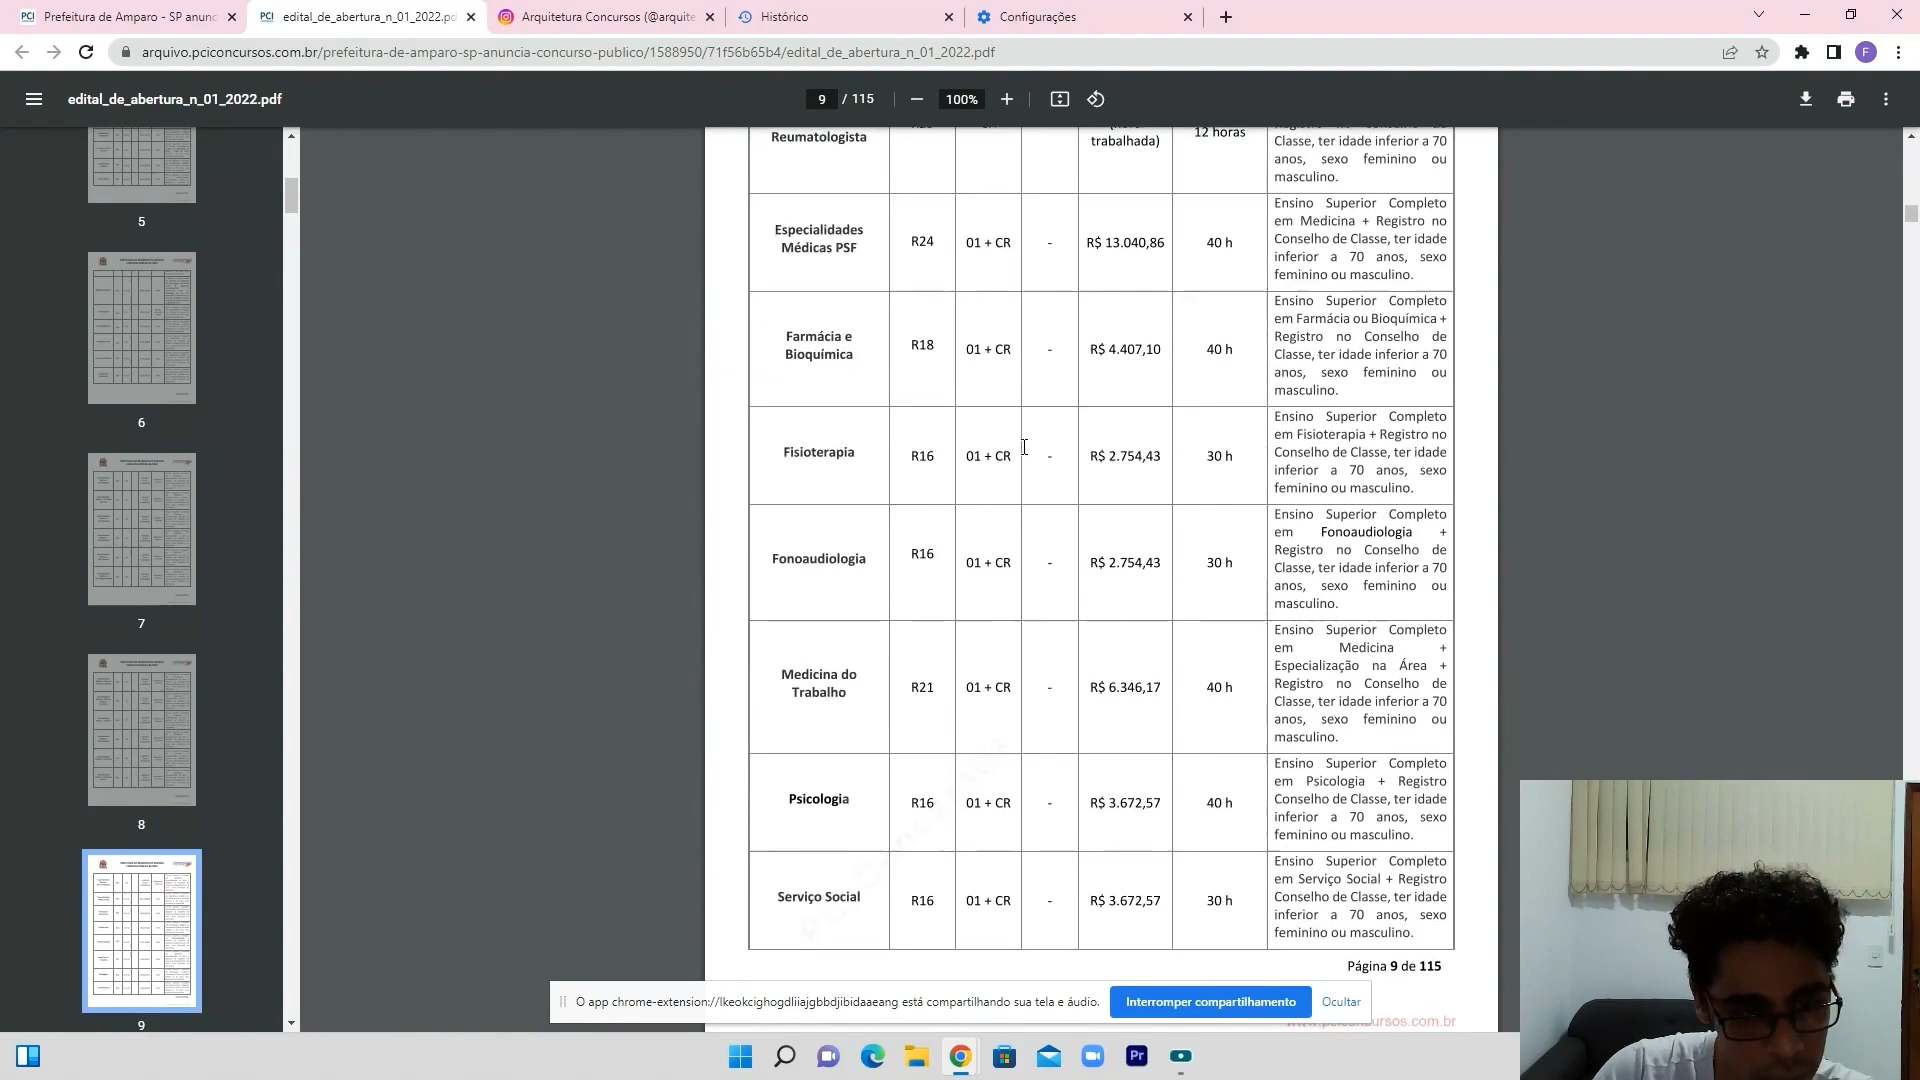 Prefeitura de Amparo - SP anunc
edital_de_abertura_n_01_2022.pd
Arquitetura Concursos (@arquite
Histórico
Configurações
arquivo.pciconcursos.com.br/prefeitura-de-amparo-sp-anuncia-concurso-publico/1588950/71f56b65b4/edital_de_abertura_n_01_2022.pdf
F
edital_de_abertura_n_01_2022.pdf
9 / 115
100%
5
6
7
8
9
Reumatologista
trabalhada)
12 horas
Classe, ter idade inferior a 70
anos, sexo feminino ou
masculino.
Especialidades
Médicas PSF
R24
01 + CR
-
R$ 13.040,86
40 h
Ensino Superior Completo
em Medicina + Registro no
Conselho de Classe, ter idade
inferior a 70 anos, sexo
feminino ou masculino.
Farmácia e
Bioquímica
R18
01 + CR
-
R$ 4.407,10
40 h
Ensino Superior Completo
em Farmácia ou Bioquímica +
Registro no Conselho de
Classe, ter idade inferior a 70
anos, sexo feminino ou
masculino.
Fisioterapia
R16
01 + CR
-
R$ 2.754,43
30 h
Ensino Superior Completo
em Fisioterapia + Registro no
Conselho de Classe, ter idade
inferior a 70 anos, sexo
feminino ou masculino.
Fonoaudiologia
R16
01 + CR
-
R$ 2.754,43
30 h
Ensino Superior Completo
em Fonoaudiologia +
Registro no Conselho de
Classe, ter idade inferior a 70
anos, sexo feminino ou
masculino.
Medicina do
Trabalho
R21
01 + CR
-
R$ 6.346,17
40 h
Ensino Superior Completo
em Medicina +
Especialização na Área +
Registro no Conselho de
Classe, ter idade inferior a 70
anos, sexo feminino ou
masculino.
Psicologia
R16
01 + CR
-
R$ 3.672,57
40 h
Ensino Superior Completo
em Psicologia + Registro
Conselho de Classe, ter idade
inferior a 70 anos, sexo
feminino ou masculino.
Serviço Social
R16
01 + CR
-
R$ 3.672,57
30 h
Ensino Superior Completo
em Serviço Social + Registro
Conselho de Classe, ter idade
inferior a 70 anos, sexo
feminino ou masculino.
Página 9 de 115
O app chrome-extension://lkeokcighogdliiajgbbdjibidaaeang está compartilhando sua tela e áudio.
Interromper compartilhamento
Ocultar